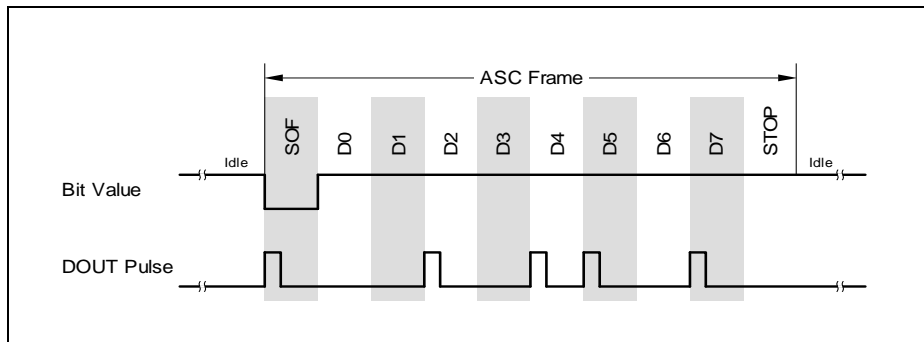 ASC Frame
SOF D0 D1 D2 D3 D4 D5 D6 D7 STOP
Idle Idle
Bit Value
DOUT Pulse